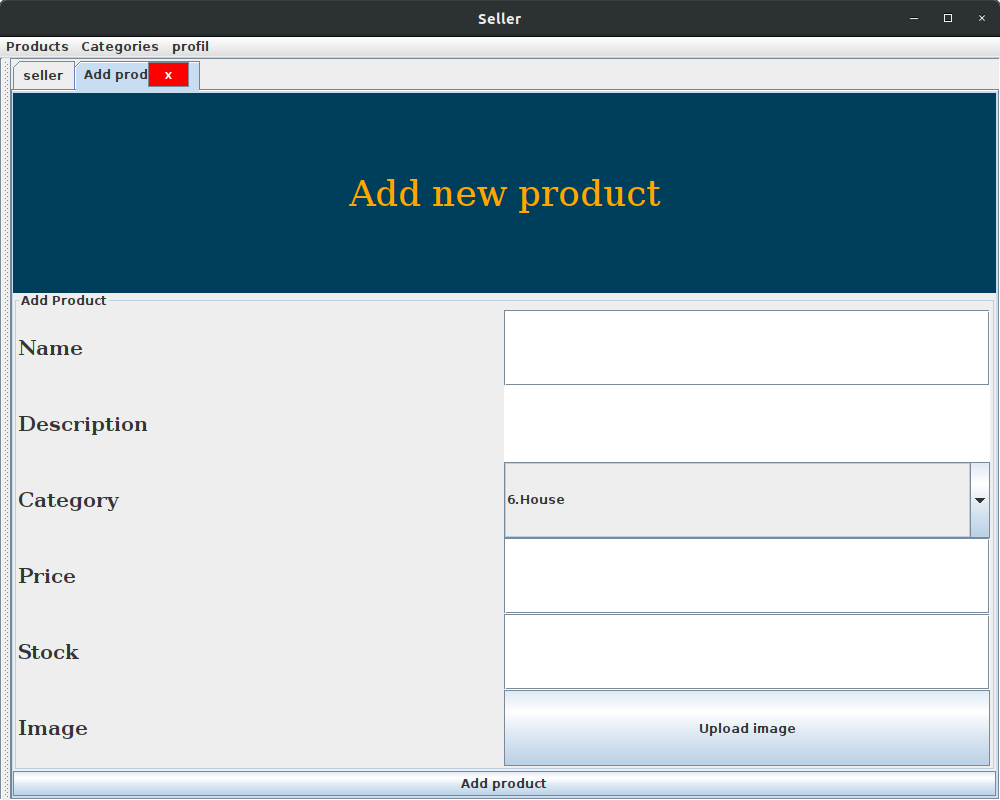 Seller
Products Categories profil
seller Add prod x
Add new product
Add Product
Name
Description
Category 6.House
Price
Stock
Image Upload image
Add product